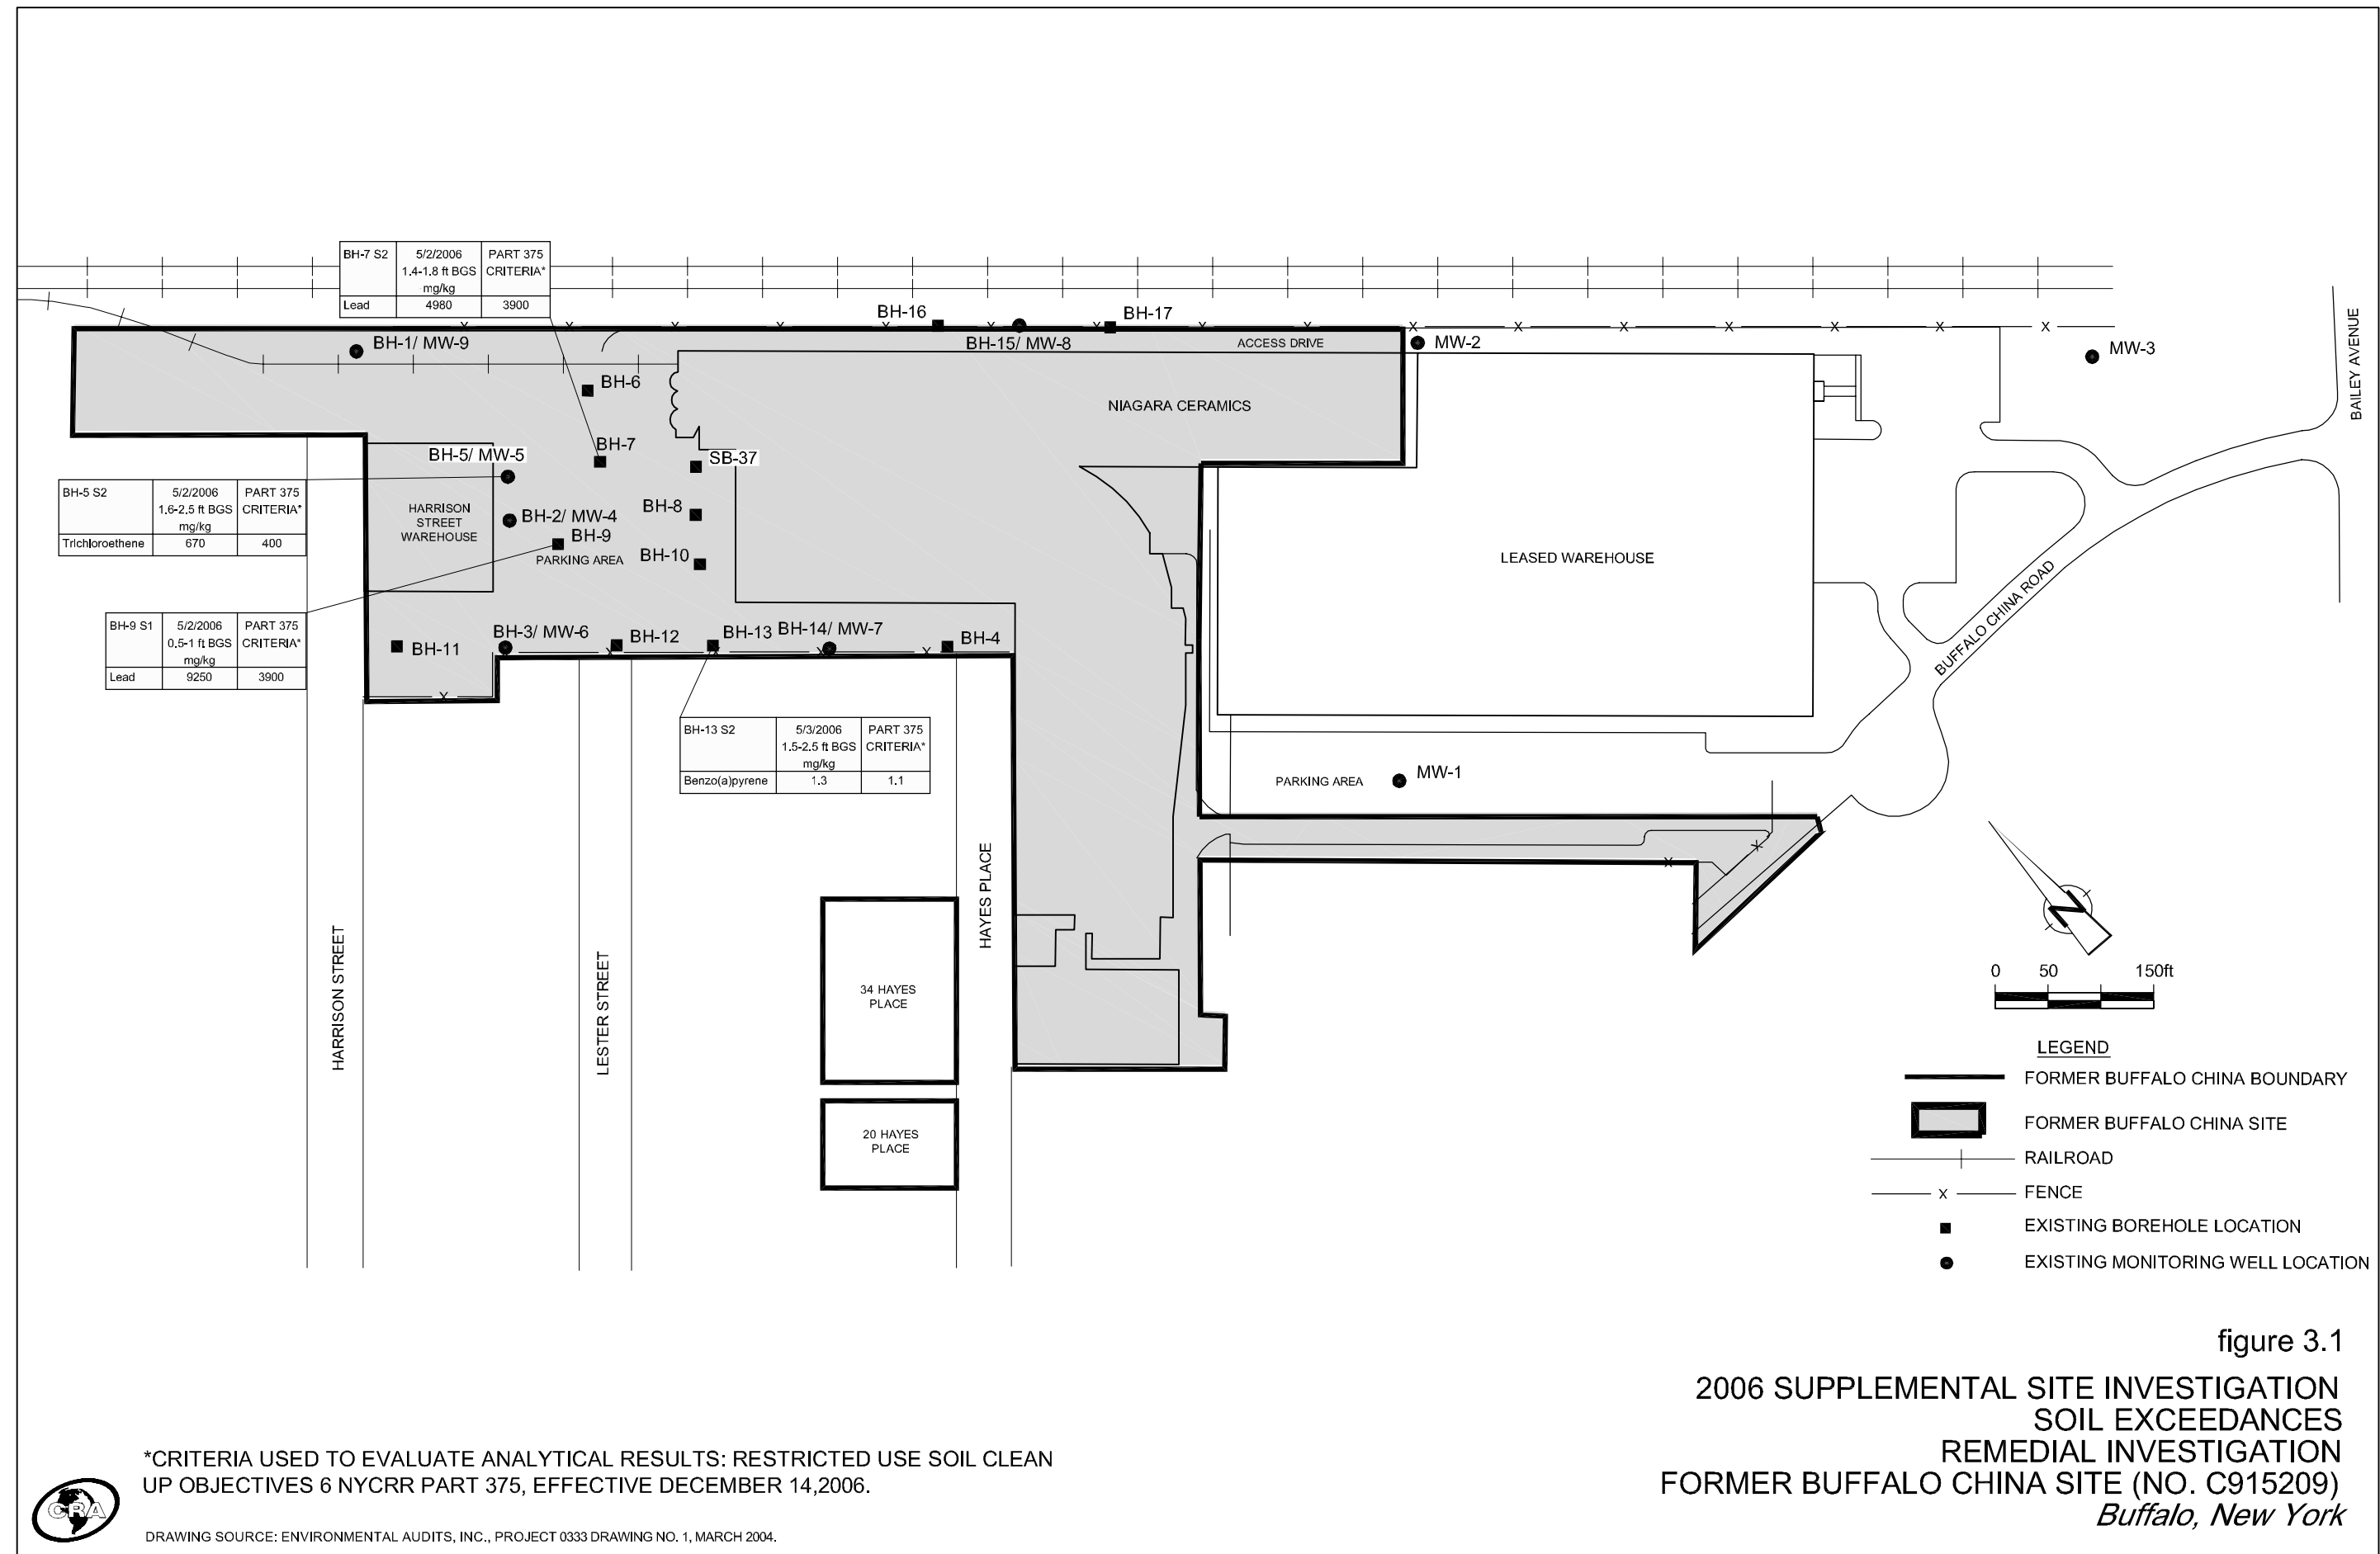 BH-7 S2 5/2/2006 PART 375
1.4-1.8 ft BGS CRITERIA*
mg/kg
Lead 4980 3900
BH-16
BH-17
BH-15/ MW-8
ACCESS DRIVE
MW-2
MW-3
BAILEY AVENUE
BH-1/ MW-9
BH-6
NIAGARA CERAMICS
BH-7
BH-5/ MW-5
SB-37
BH-5 S2 5/2/2006 PART 375
1.6-2.5 ft BGS CRITERIA*
mg/kg
Trichloroethene 670 400
HARRISON
STREET
WAREHOUSE
BH-2/ MW-4
BH-8
BH-9
PARKING AREA
BH-10
LEASED WAREHOUSE
BUFFALO CHINA ROAD
BH-9 S1 5/2/2006 PART 375
0.5-1 ft BGS CRITERIA*
mg/kg
Lead 9250 3900
BH-11
BH-3/ MW-6
BH-12
BH-13
BH-14/ MW-7
BH-4
BH-13 S2 5/3/2006 PART 375
1.5-2.5 ft BGS CRITERIA*
mg/kg
Benzo(a)pyrene 1.3 1.1
PARKING AREA
MW-1
HARRISON STREET
LESTER STREET
HAYES PLACE
34 HAYES
PLACE
20 HAYES
PLACE
N
0 50 150ft
LEGEND
FORMER BUFFALO CHINA BOUNDARY
FORMER BUFFALO CHINA SITE
RAILROAD
X FENCE
EXISTING BOREHOLE LOCATION
EXISTING MONITORING WELL LOCATION
figure 3.1
2006 SUPPLEMENTAL SITE INVESTIGATION
SOIL EXCEEDANCES
REMEDIAL INVESTIGATION
FORMER BUFFALO CHINA SITE (NO. C915209)
Buffalo, New York
*CRITERIA USED TO EVALUATE ANALYTICAL RESULTS: RESTRICTED USE SOIL CLEAN
UP OBJECTIVES 6 NYCRR PART 375, EFFECTIVE DECEMBER 14,2006.
CRA
DRAWING SOURCE: ENVIRONMENTAL AUDITS, INC., PROJECT 0333 DRAWING NO. 1, MARCH 2004.